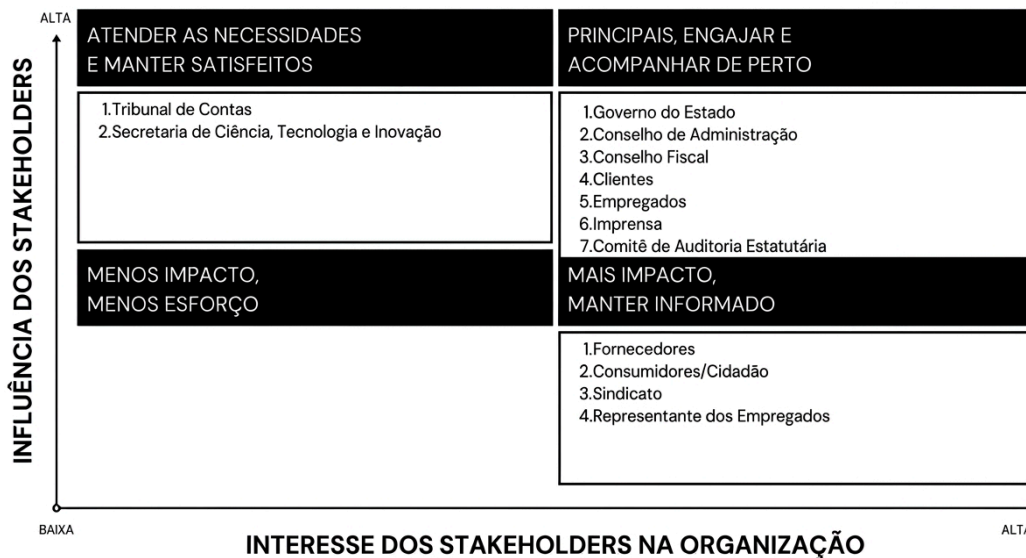 ALTA
INFLUÊNCIA DOS STAKEHOLDERS
ATENDER AS NECESSIDADES
E MANTER SATISFEITOS
1.Tribunal de Contas
2.Secretaria de Ciência, Tecnologia e Inovação
PRINCIPAIS, ENGAJAR E
ACOMPANHAR DE PERTO
1.Governo do Estado
2.Conselho de Administração
3.Conselho Fiscal
4.Clientes
5.Empregados
6.Imprensa
7.Comitê de Auditoria Estatutária
MENOS IMPACTO,
MENOS ESFORÇO
MAIS IMPACTO,
MANTER INFORMADO
1.Fornecedores
2.Consumidores/Cidadão
3.Sindicato
4.Representante dos Empregados
BAIXA
INTERESSE DOS STAKEHOLDERS NA ORGANIZAÇÃO
ALTA